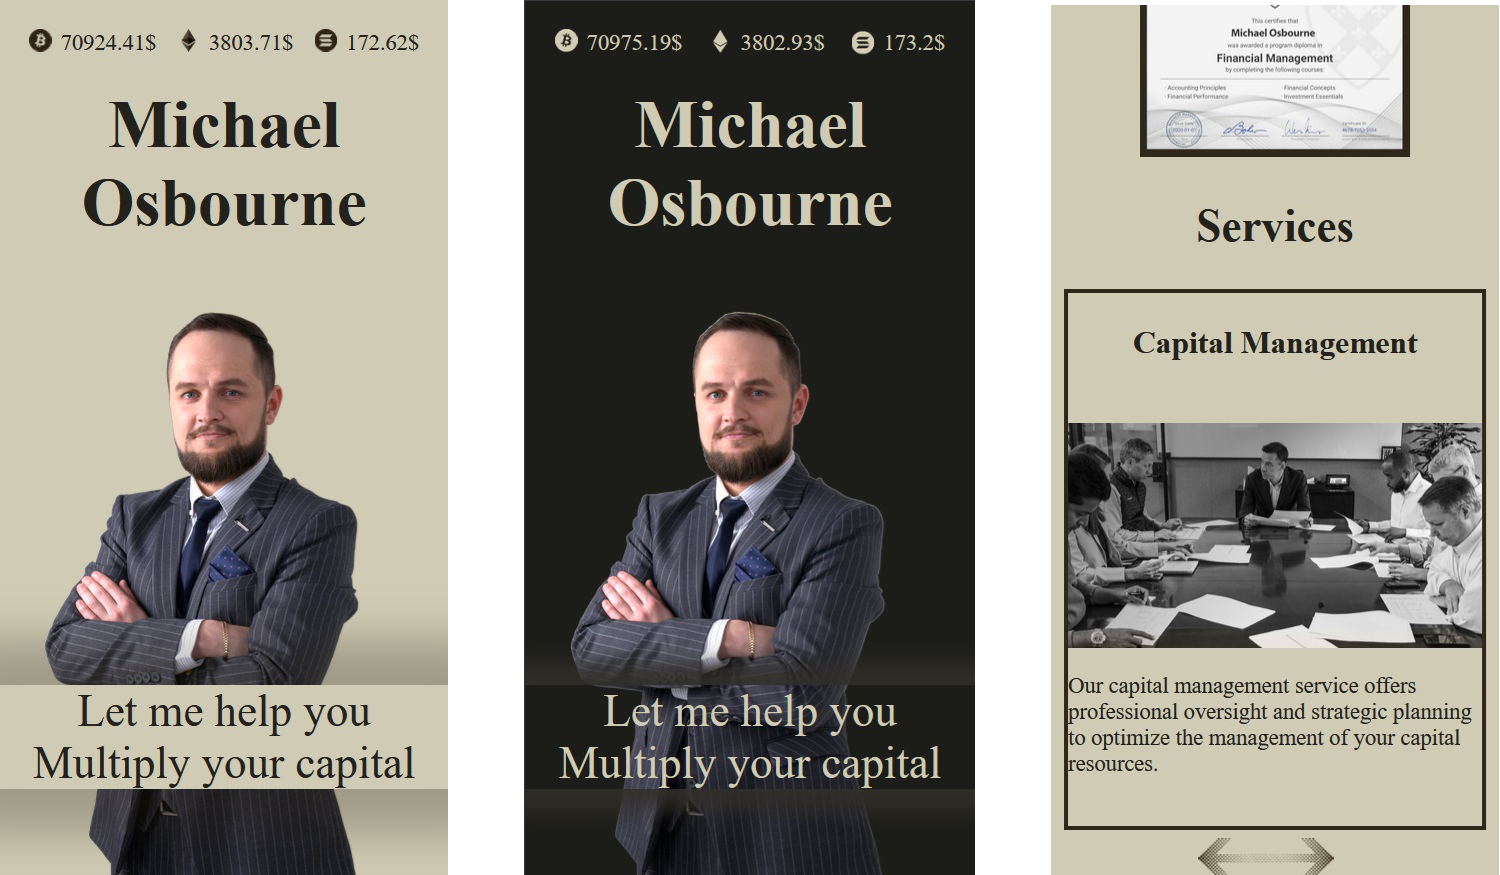 70924.41$ 3803.71$ 172.62$
Michael
Osbourne
Let me help you
Multiply your capital
70975.19$ 3802.93$ 173.2$
Michael
Osbourne
Let me help you
Multiply your capital
This certifies that
Michael Osbourne
was awarded a program diploma in
Financial Management
by completing the following courses:
· Accounting Principles
· Financial Performance
· Financial Concepts
· Investment Essentials
Services
Capital Management
Our capital management service offers
professional oversight and strategic planning
to optimize the management of your capital
resources.